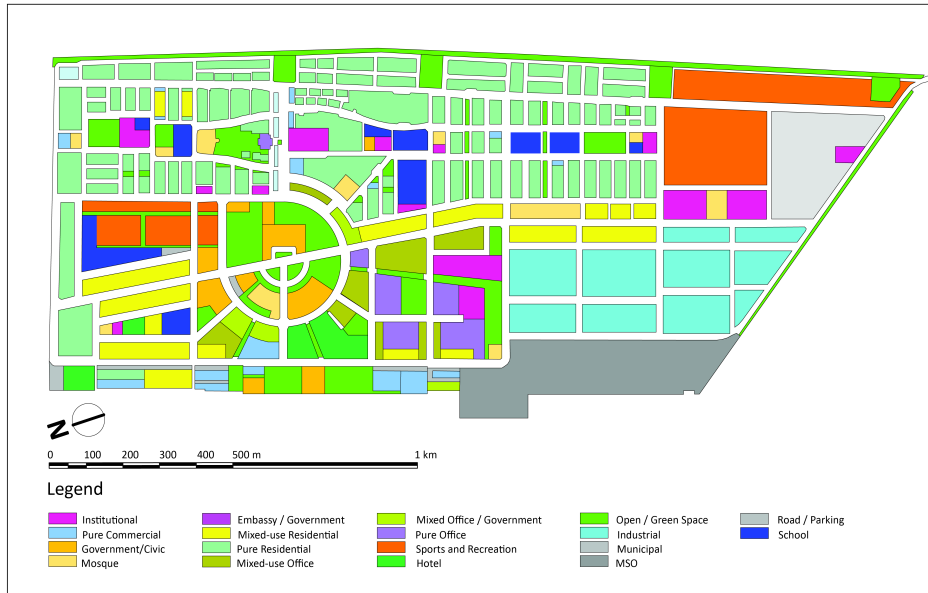 N
0 100 200 300 400 500 m 1 km
Legend
Institutional
Pure Commercial
Government/Civic
Mosque
Embassy / Government
Mixed-use Residential
Pure Residential
Mixed-use Office
Mixed Office / Government
Pure Office
Sports and Recreation
Hotel
Open / Green Space
Industrial
Municipal
MSO
Road / Parking
School